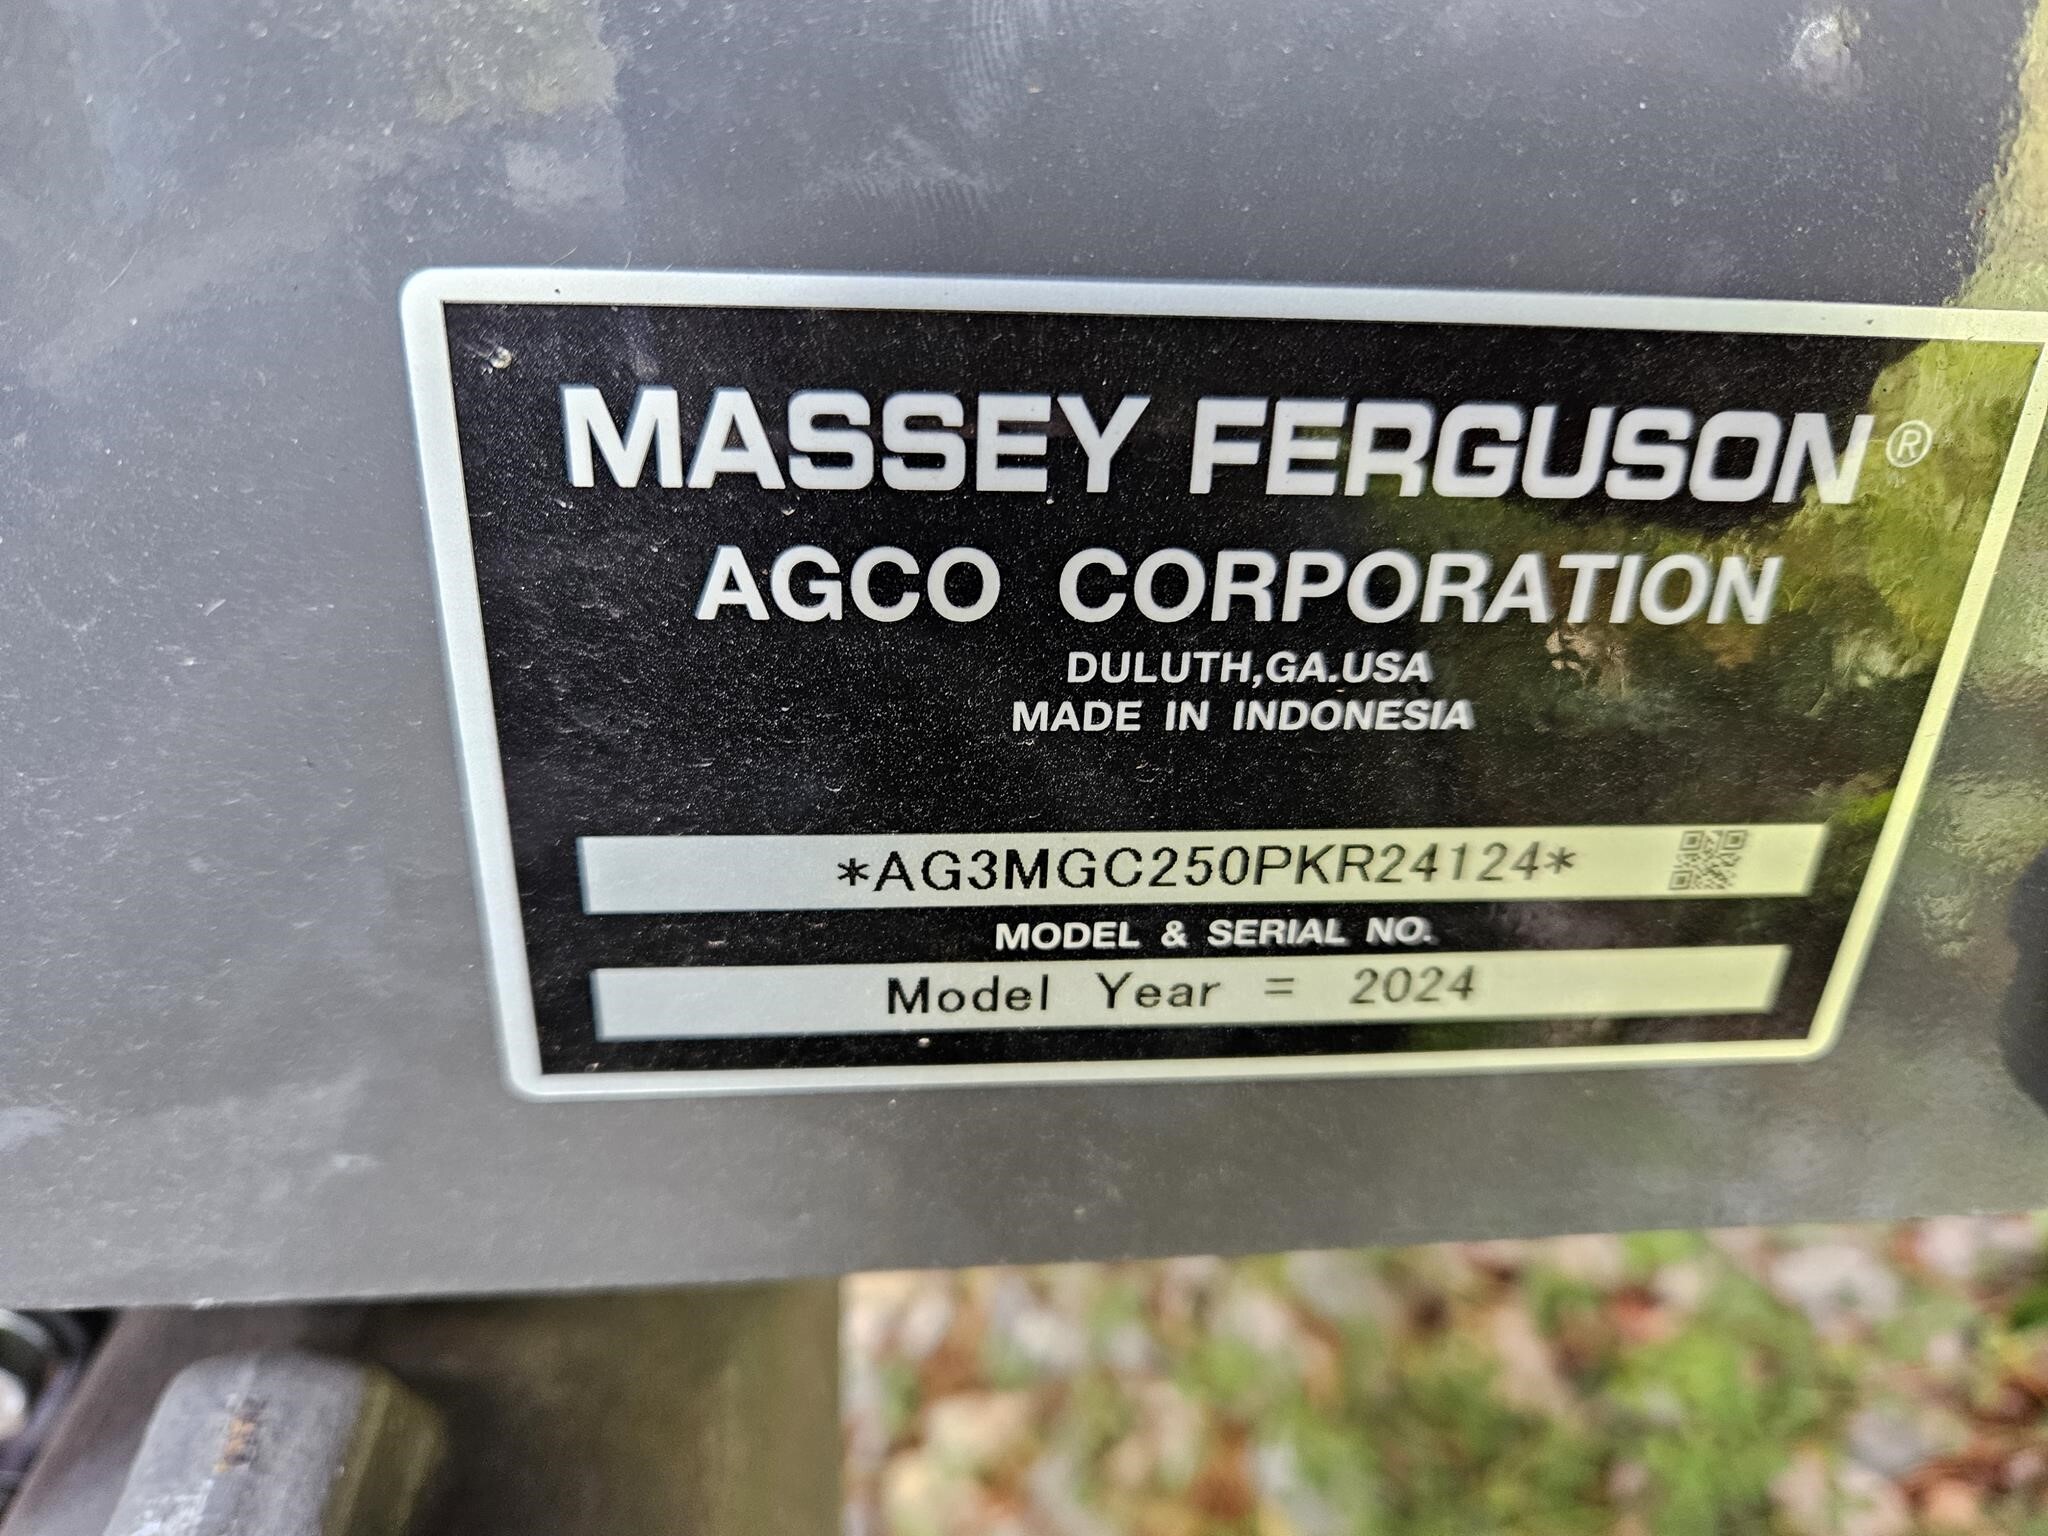 MASSEY FERGUSON®
AGCO CORPORATION
DULUTH,GA.USA
MADE IN INDONESIA
*AG3MGC250PKR24124*
MODEL & SERIAL NO.
Model Year = 2024